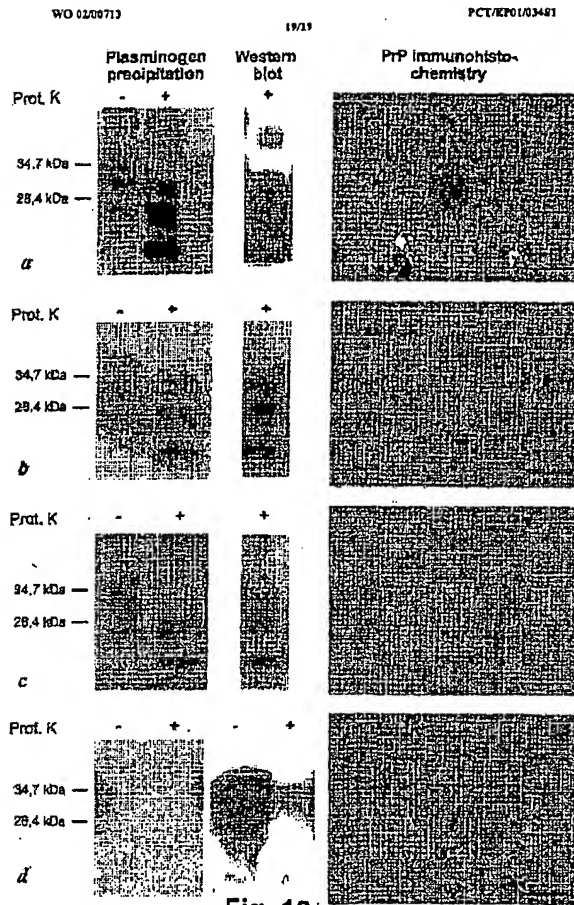 WO 02/00713 PCT/EP01/03481
19/19
Plasminogen precipitation Western blot PrP immunohisto-chemistry
Prot. K - + +
34,7 kDa
28,4 kDa
a
Prot. K - + +
34,7 kDa
28,4 kDa
b
Prot. K - + +
34,7 kDa
28,4 kDa
c
Prot. K - + - +
34,7 kDa
28,4 kDa
d